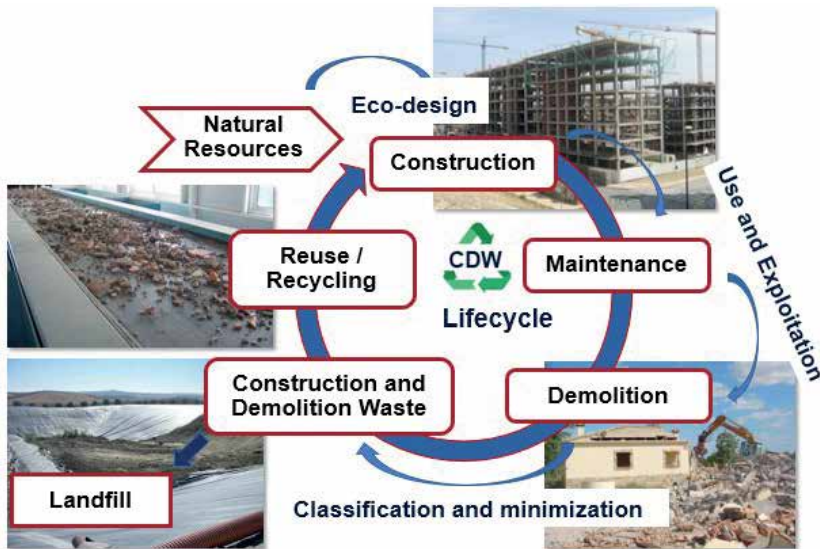 Eco-design
Natural
Resources
Construction
Use and Exploitation
Reuse /
Recycling
CDW
Lifecycle
Maintenance
Construction and
Demolition Waste
Demolition
Landfill
Classification and minimization